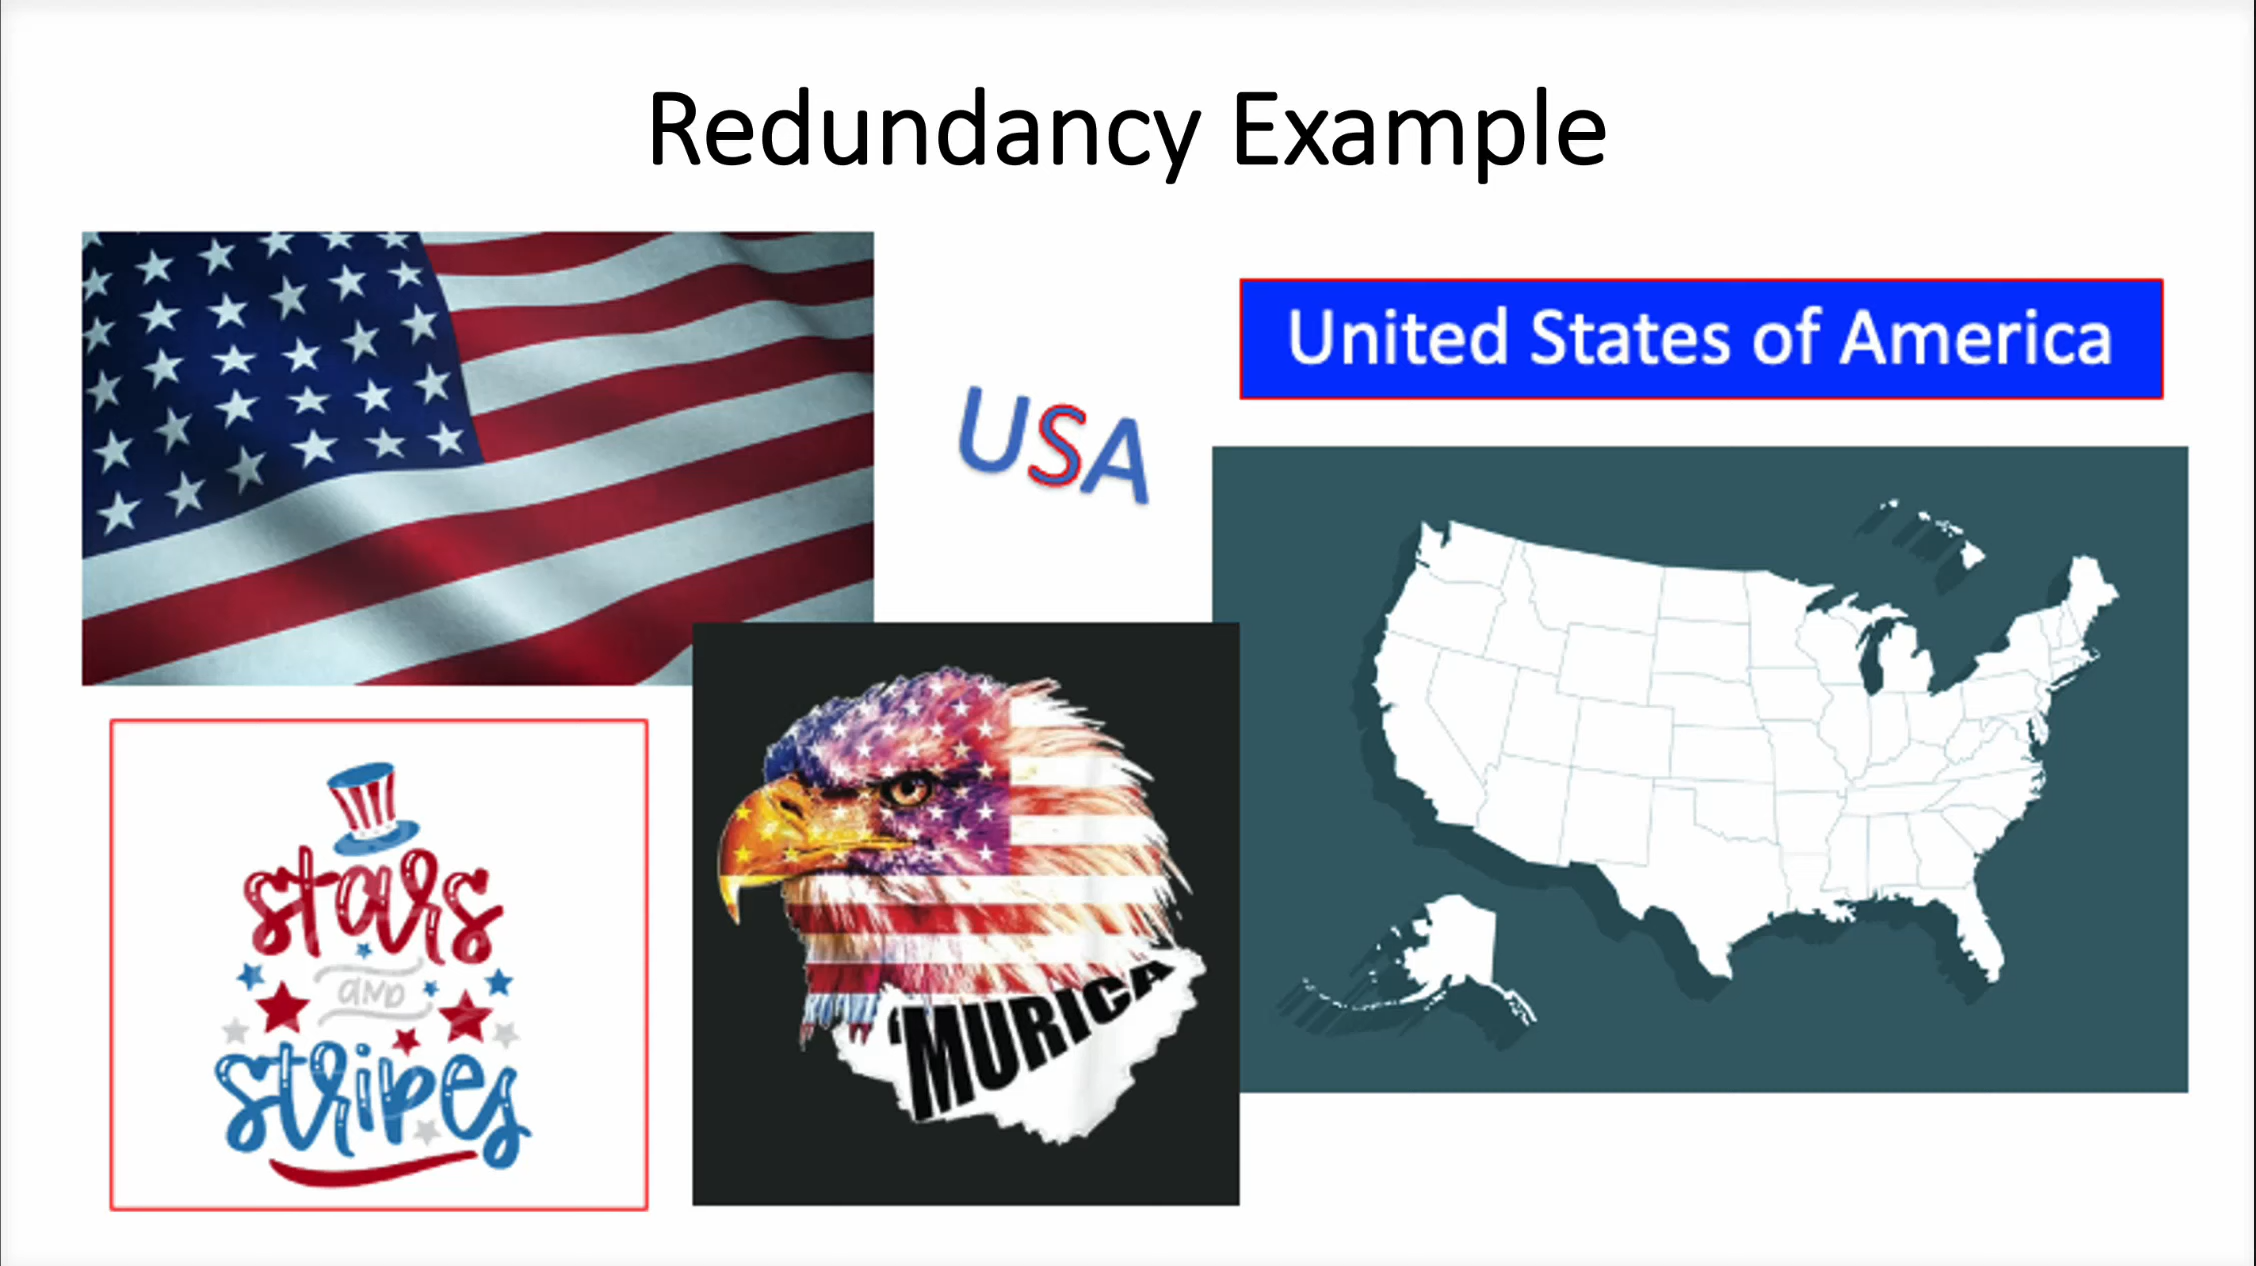 Redundancy Example
United States of America
USA
stars
AND
stripes
'MURICA